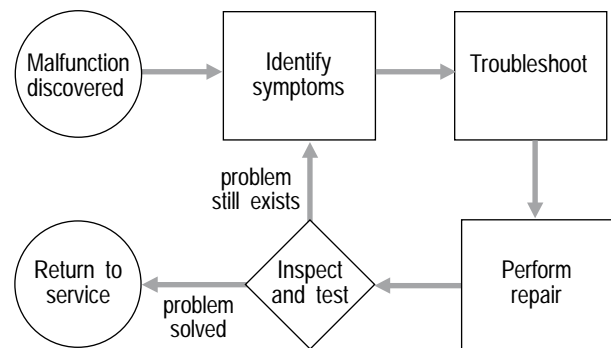 Malfunction
discovered
Identify
symptoms
Troubleshoot
problem
still exists
Return to
service
problem
solved
Inspect
and test
Perform
repair